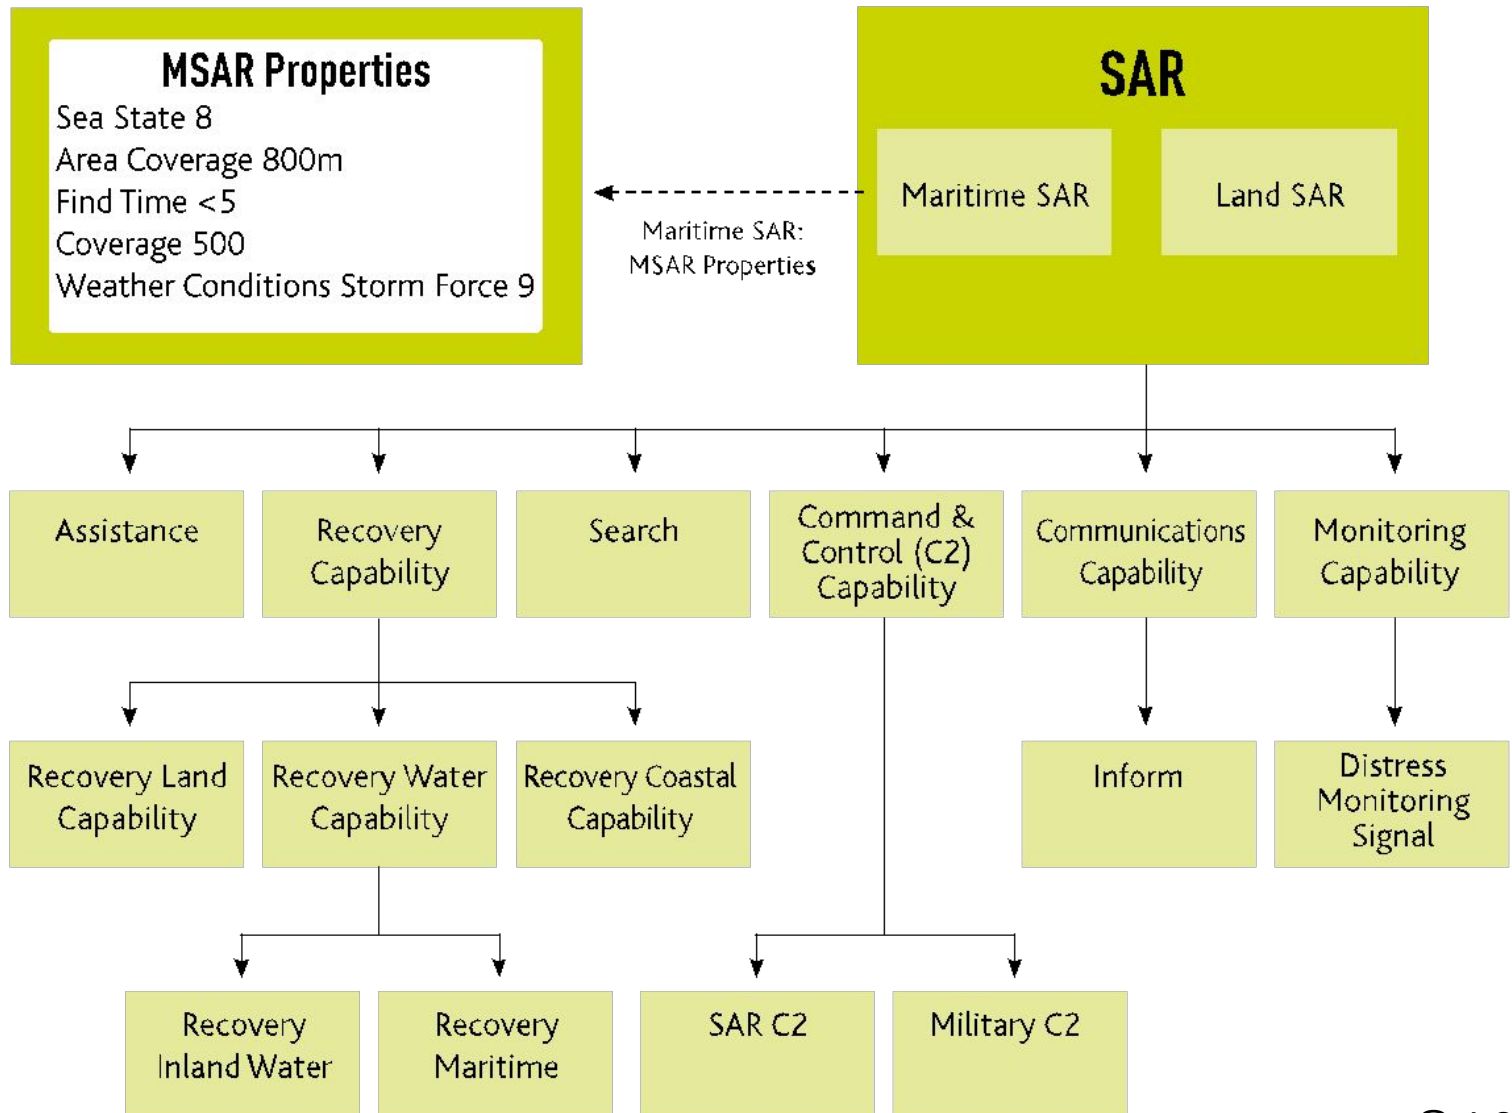 MSAR Properties
Sea State 8
Area Coverage 800m
Find Time <5
Coverage 500
Weather Conditions Storm Force 9
SAR
Maritime SAR
Land SAR
Maritime SAR:
MSAR Properties
Assistance
Recovery
Capability
Search
Command &
Control (C2)
Capability
Communications
Capability
Monitoring
Capability
Recovery Land
Capability
Recovery Water
Capability
Recovery Coastal
Capability
Inform
Distress
Monitoring
Signal
Recovery
Inland Water
Recovery
Maritime
SAR C2
Military C2